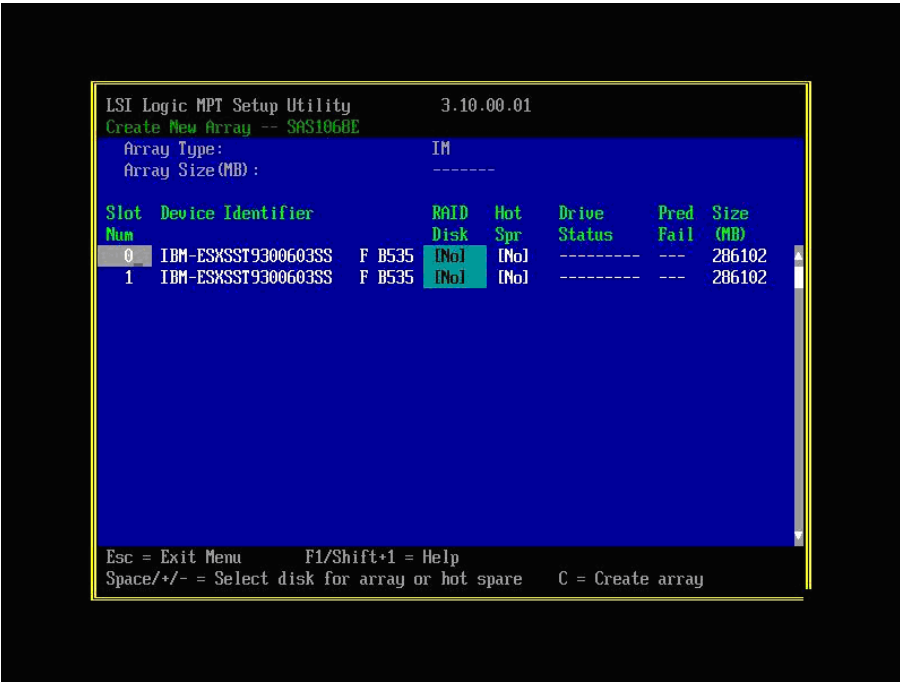 LSI Logic MPT Setup Utility 3.10.00.01
Create New Array -- SAS1068E
Array Type: IM
Array Size(MB): -------
Slot Device Identifier RAID Hot Drive Pred Size
Num Disk Spr Status Fail (MB)
0 IBM-ESXSST9300603SS F B535 [No] [No] --------- --- 286102
1 IBM-ESXSST9300603SS F B535 [No] [No] --------- --- 286102
Esc = Exit Menu F1/Shift+1 = Help
Space/+/- = Select disk for array or hot spare C = Create array